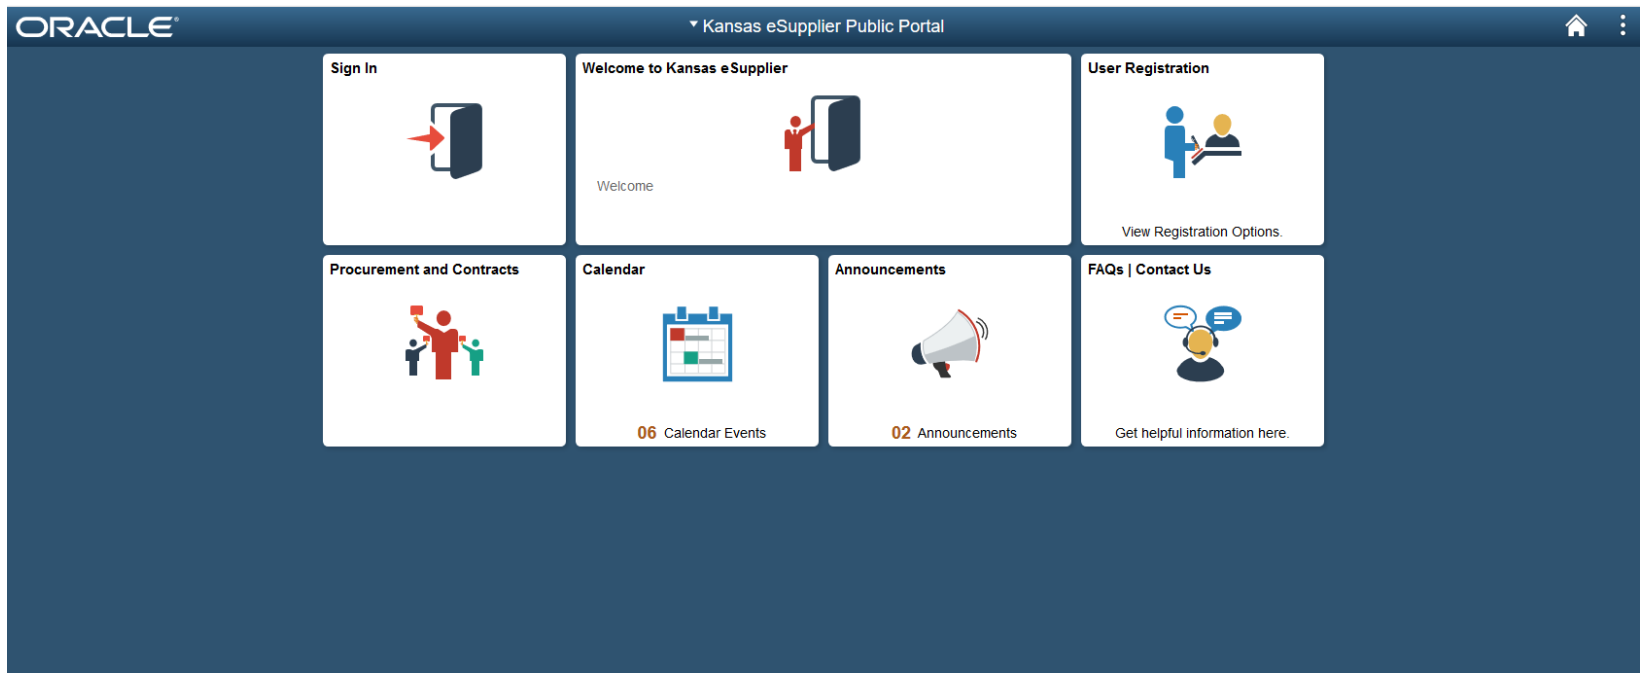 ORACLE
Kansas eSupplier Public Portal
Sign In
Welcome to Kansas eSupplier
Welcome
User Registration
View Registration Options.
Procurement and Contracts
Calendar
06 Calendar Events
Announcements
02 Announcements
FAQs | Contact Us
Get helpful information here.